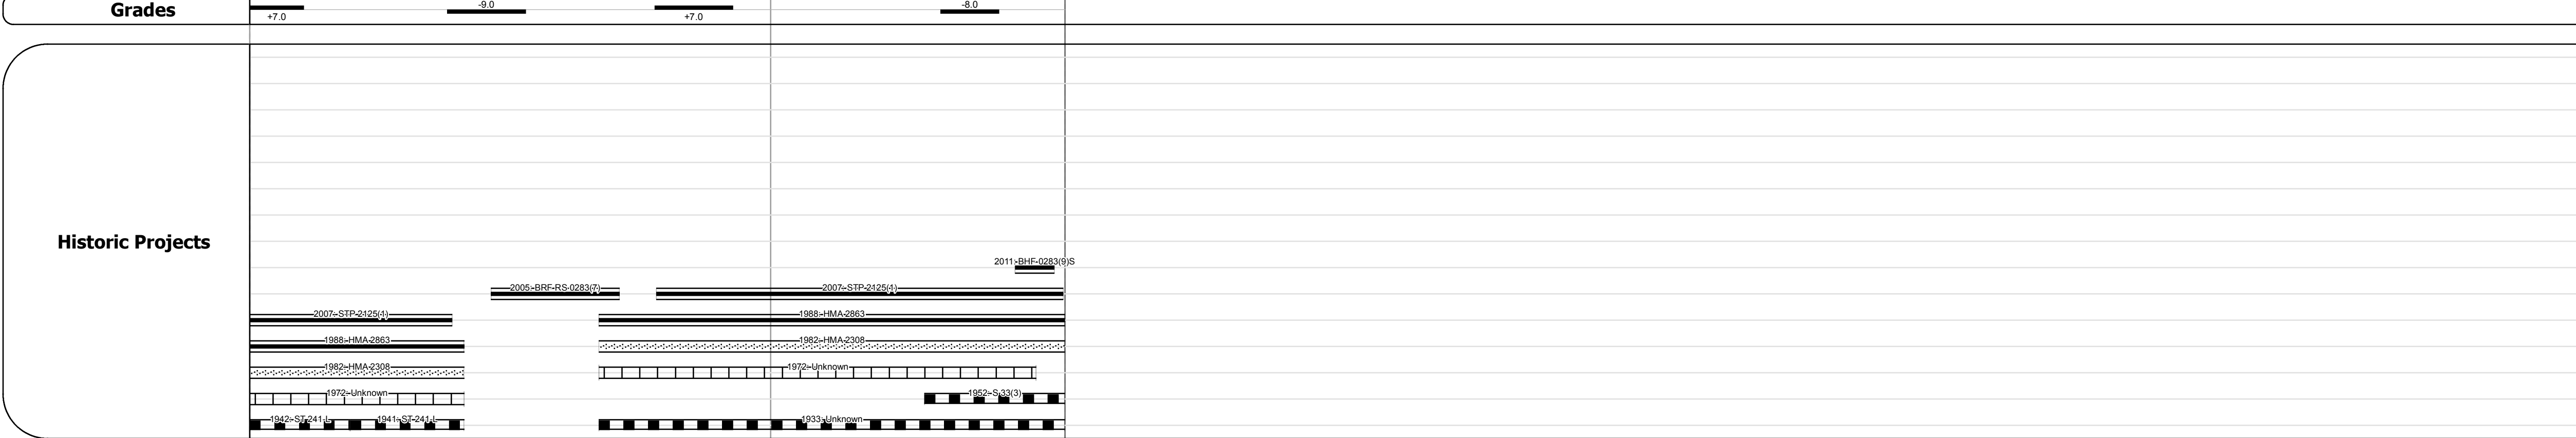 Grades
-9.0
-8.0
+7.0
+7.0
Historic Projects
2011:-BHF-0283(9)S
2005:-BRF-RS-0283(7)
2007:-STP-2125(1)
2007:-STP-2125(1)
1988:-HMA-2863
1988:-HMA-2863
1982:-HMA-2308
1982:-HMA-2308
1972:-Unknown
1972:-Unknown
1952:-S-33(3)
1942:-ST-241-L
1941:-ST-241-L
1933:-Unknown